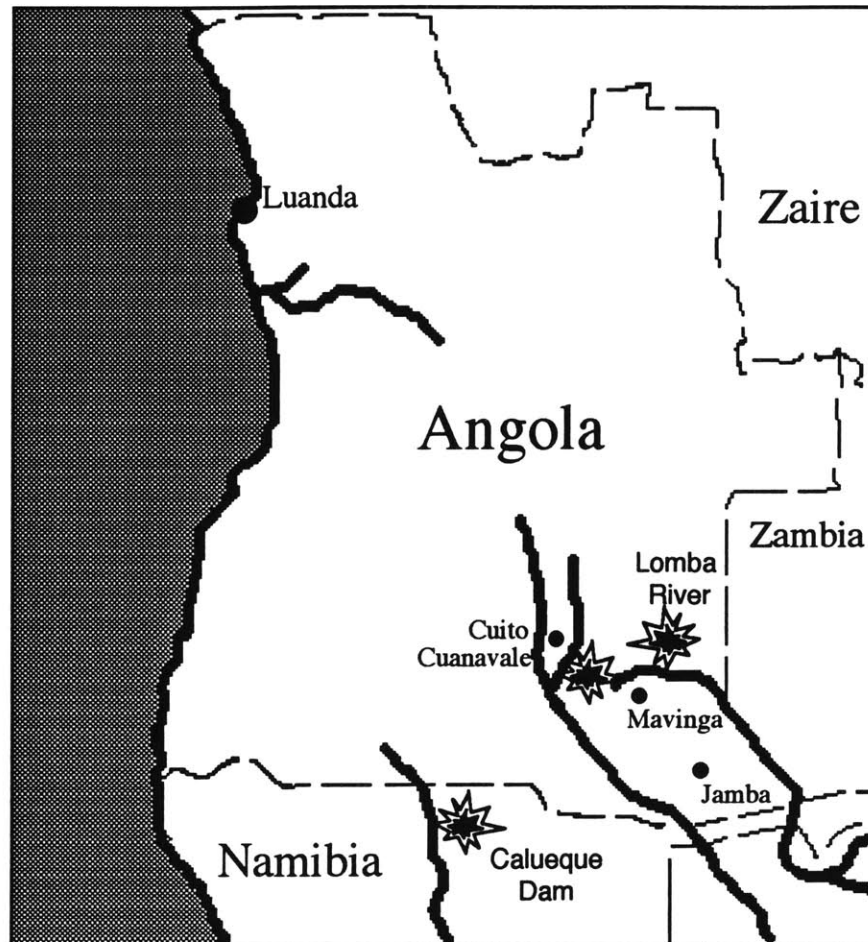 Luanda
Zaire
Angola
Zambia
Lomba
River
Cuito
Cuanavale
Mavinga
Jamba
Namibia
Calueque
Dam